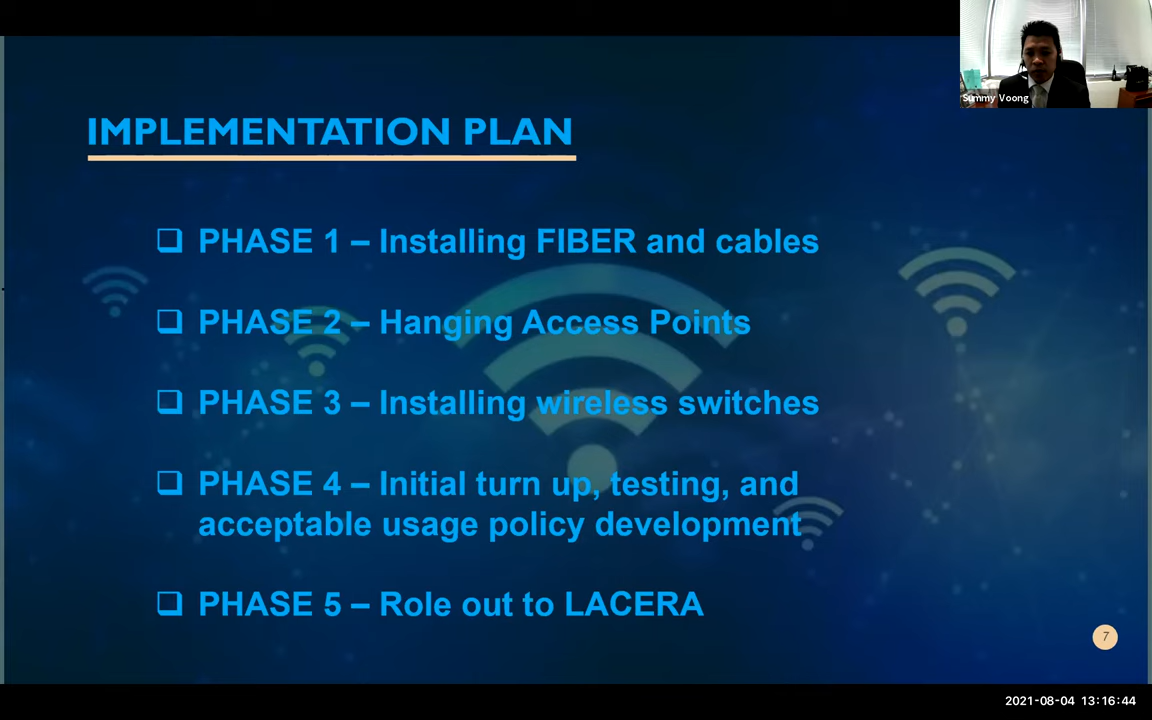 Summy Voong
IMPLEMENTATION PLAN
❑ PHASE 1 – Installing FIBER and cables
❑ PHASE 2 – Hanging Access Points
❑ PHASE 3 – Installing wireless switches
❑ PHASE 4 – Initial turn up, testing, and
acceptable usage policy development
❑ PHASE 5 – Role out to LACERA
7
2021-08-04 13:16:44